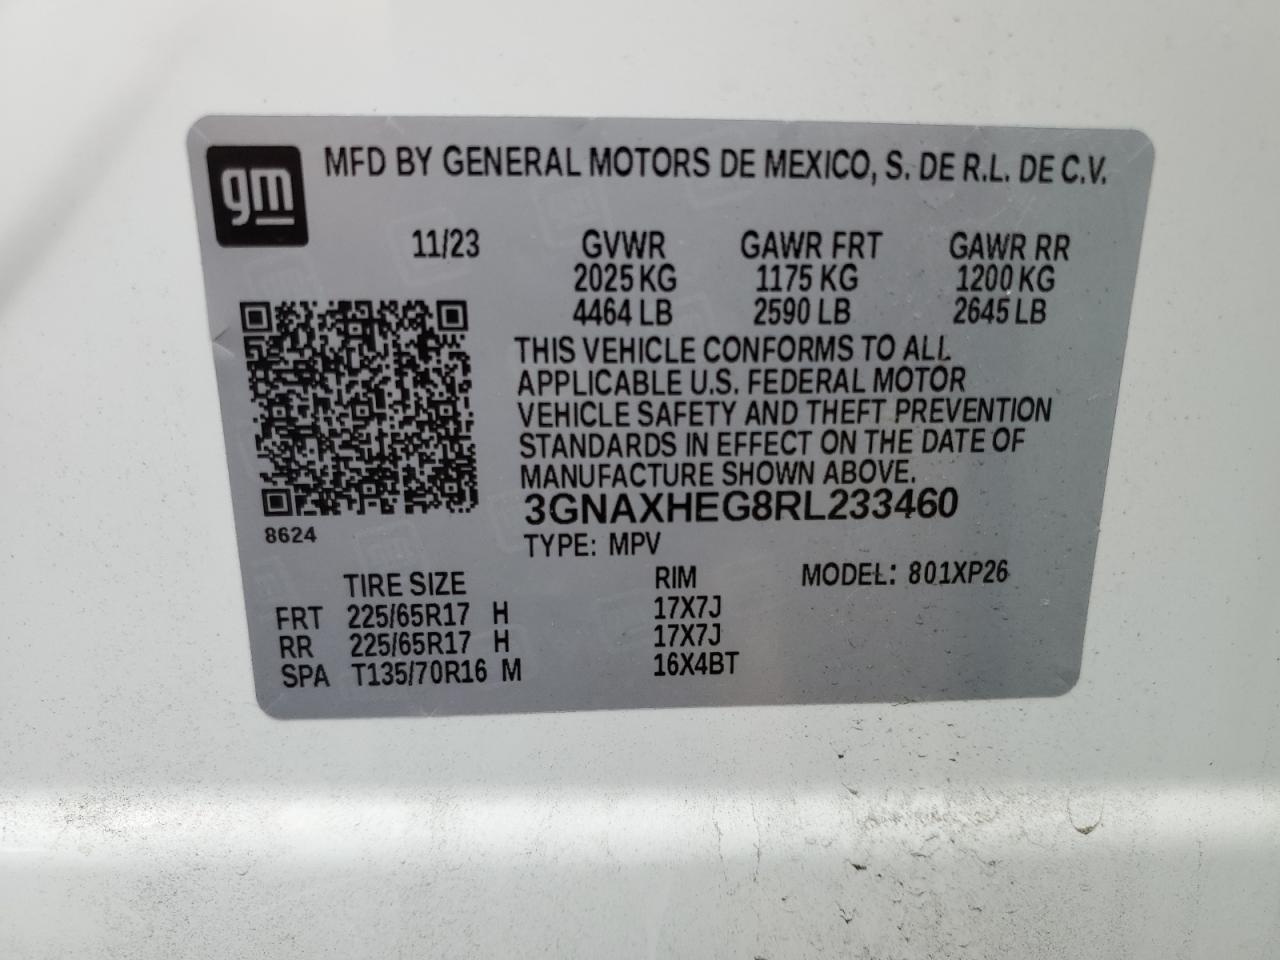 gm
MFD BY GENERAL MOTORS DE MEXICO, S. DE R.L. DE C.V.
11/23 GVWR GAWR FRT GAWR RR
2025 KG 1175 KG 1200 KG
4464 LB 2590 LB 2645 LB
THIS VEHICLE CONFORMS TO ALL
APPLICABLE U.S. FEDERAL MOTOR
VEHICLE SAFETY AND THEFT PREVENTION
STANDARDS IN EFFECT ON THE DATE OF
MANUFACTURE SHOWN ABOVE.
3GNAXHEG8RL233460
8624
TYPE: MPV
TIRE SIZE RIM MODEL: 801XP26
FRT 225/65R17 H 17X7J
RR 225/65R17 H 17X7J
SPA T135/70R16 M 16X4BT